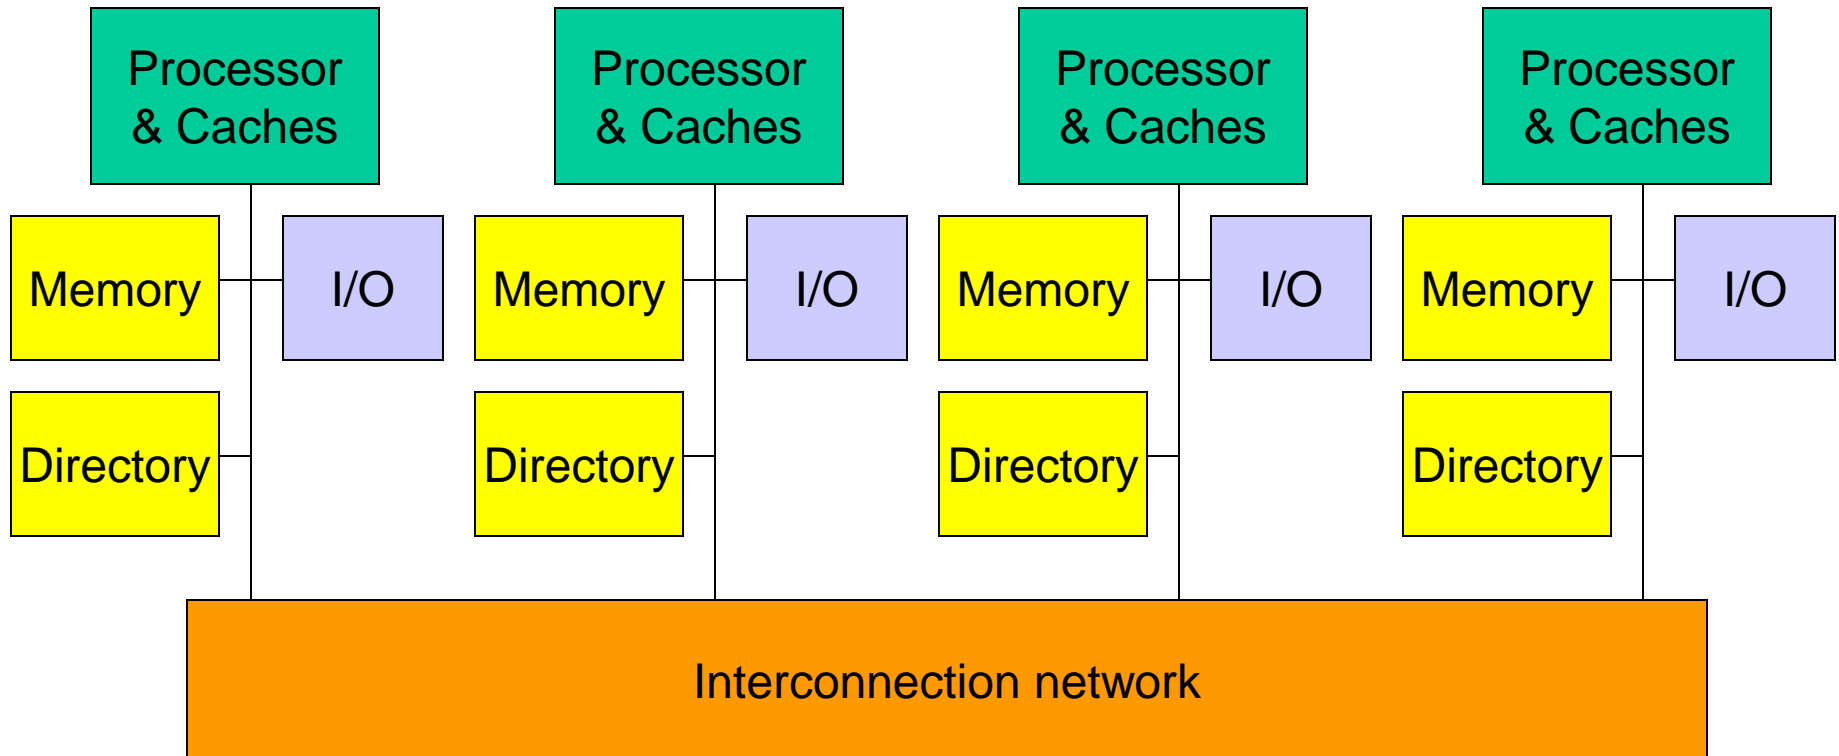 Processor
& Caches
Processor
& Caches
Processor
& Caches
Processor
& Caches
Memory
I/O
Memory
I/O
Memory
I/O
Memory
I/O
Directory
Directory
Directory
Directory
Interconnection network